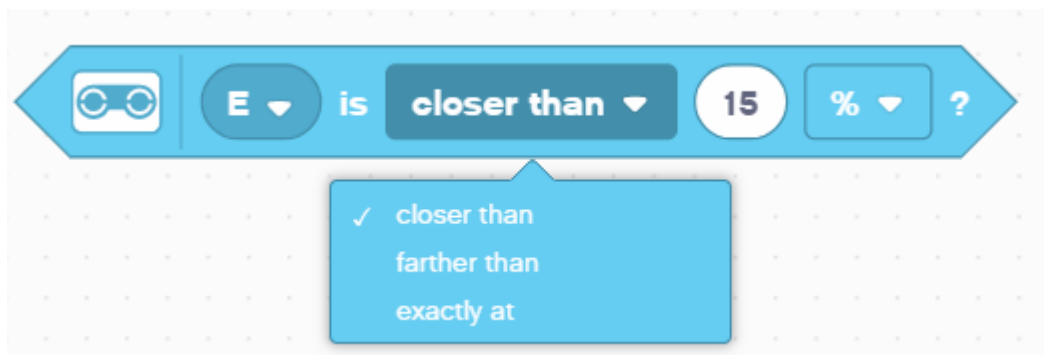 E is closer than 15 % ?
closer than
farther than
exactly at